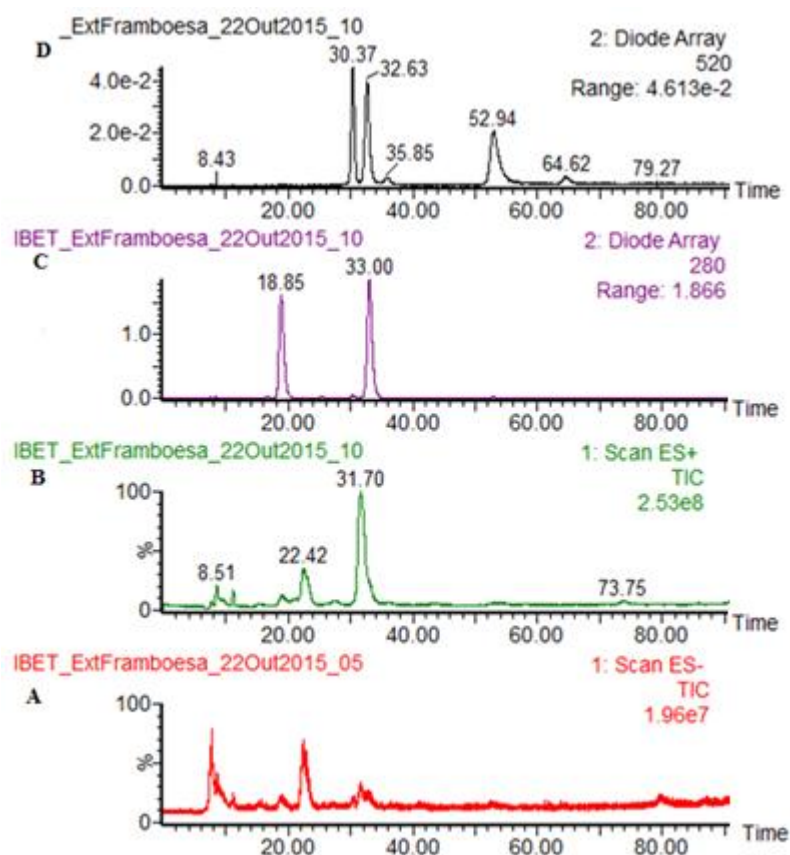 _ExtFramboesa_22Out2015_10
D
2: Diode Array
520
Range: 4.613e-2
30.37
32.63
4.0e-2
52.94
2.0e-2
8.43
35.85
64.62
79.27
0.0
Time
20.00 40.00 60.00 80.00
IBET_ExtFramboesa_22Out2015_10
C
2: Diode Array
280
Range: 1.866
18.85
33.00
1.0
0.0
Time
20.00 40.00 60.00 80.00
IBET_ExtFramboesa_22Out2015_10
B
1: Scan ES+
TIC
2.53e8
31.70
100
%
22.42
8.51
73.75
0
Time
20.00 40.00 60.00 80.00
IBET_ExtFramboesa_22Out2015_05
A
1: Scan ES-
TIC
1.96e7
100
%
0
Time
20.00 40.00 60.00 80.00